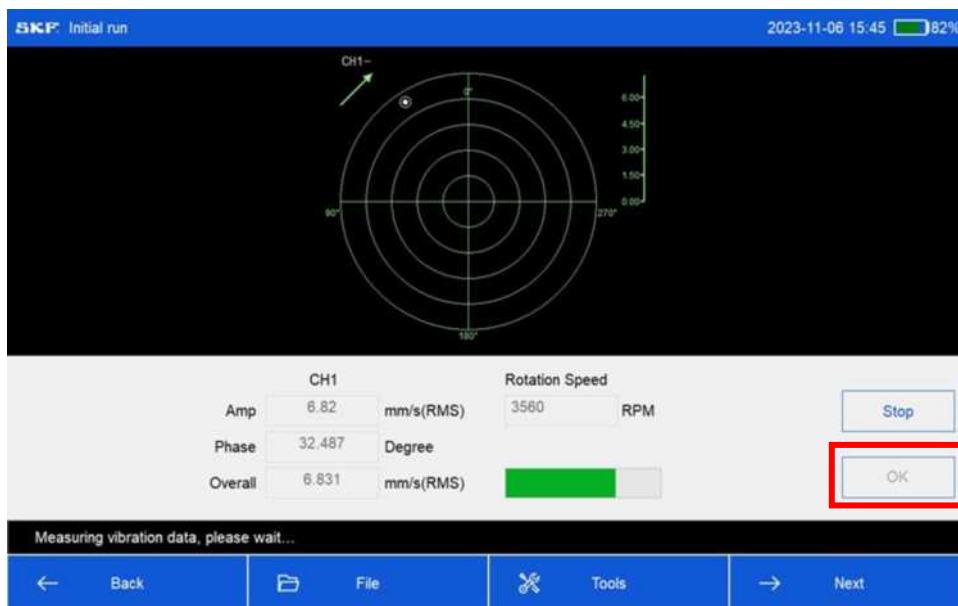 SKF Initial run 2023-11-06 15:45 82%
CH1-
0°
6.00
4.50
3.00
1.50
0.00
90°
270°
180°
CH1 Rotation Speed
Amp 6.82 mm/s(RMS) 3560 RPM Stop
Phase 32.487 Degree
Overall 6.831 mm/s(RMS) OK
Measuring vibration data, please wait...
Back File Tools Next